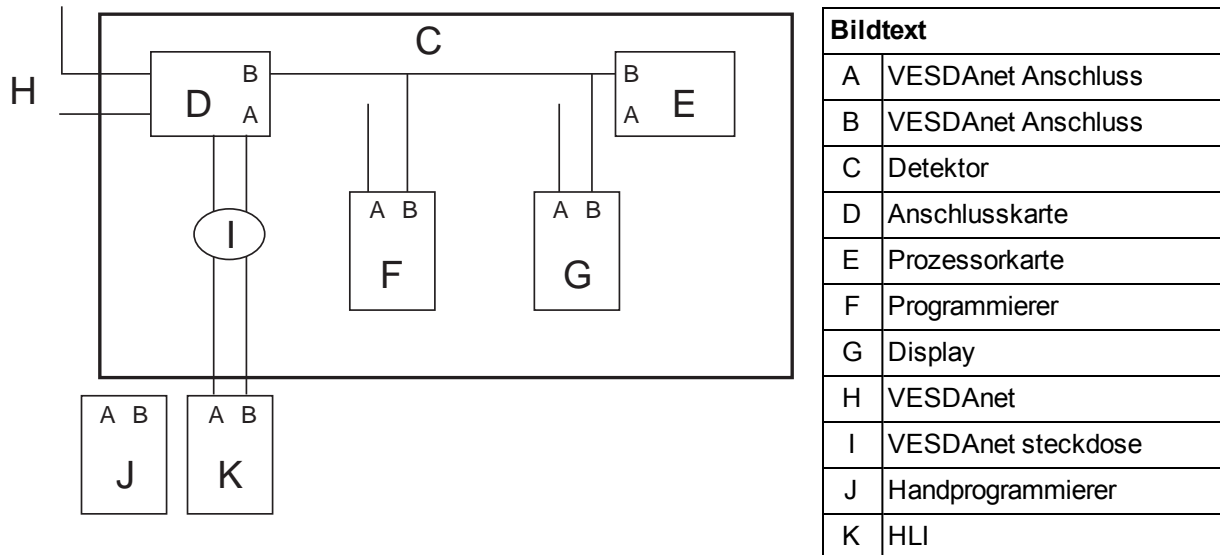 C
H
B
D
A
B
A
E
A B
F
A B
G
I
A B
J
A B
K
Bildtext
A VESDAnet Anschluss
B VESDAnet Anschluss
C Detektor
D Anschlusskarte
E Prozessorkarte
F Programmierer
G Display
H VESDAnet
I VESDAnet steckdose
J Handprogrammierer
K HLI